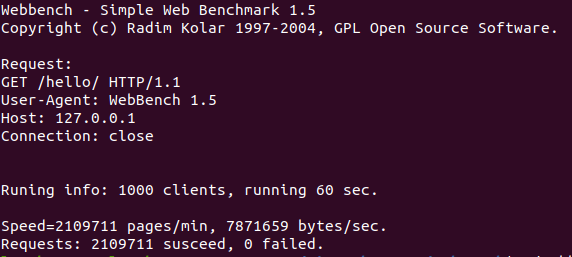 Webbench - Simple Web Benchmark 1.5
Copyright (c) Radim Kolar 1997-2004, GPL Open Source Software.
Request:
GET /hello/ HTTP/1.1
User-Agent: WebBench 1.5
Host: 127.0.0.1
Connection: close
Runing info: 1000 clients, running 60 sec.
Speed=2109711 pages/min, 7871659 bytes/sec.
Requests: 2109711 susceed, 0 failed.